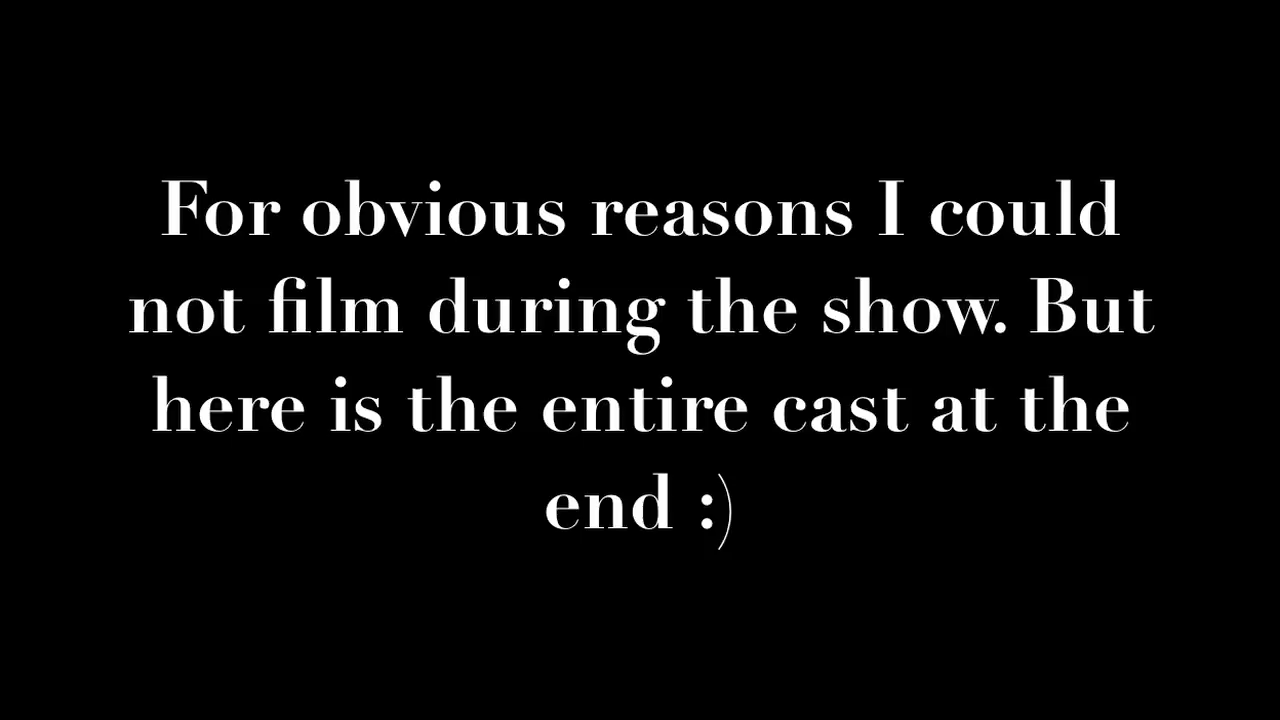 For obvious reasons I could
not film during the show. But
here is the entire cast at the
end :)